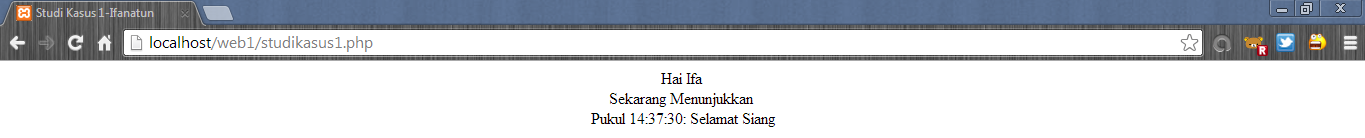 Studi Kasus 1-Ifanatun
localhost/web1/studikasus1.php
R
Hai Ifa
Sekarang Menunjukkan
Pukul 14:37:30: Selamat Siang